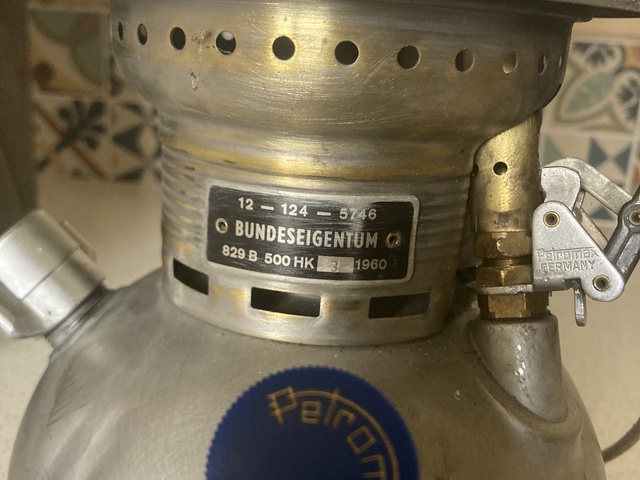 12 — 124 — 5746
BUNDESEIGENTUM
829 B 500 HK 3 1960
Petromax
GERMANY
Petrom